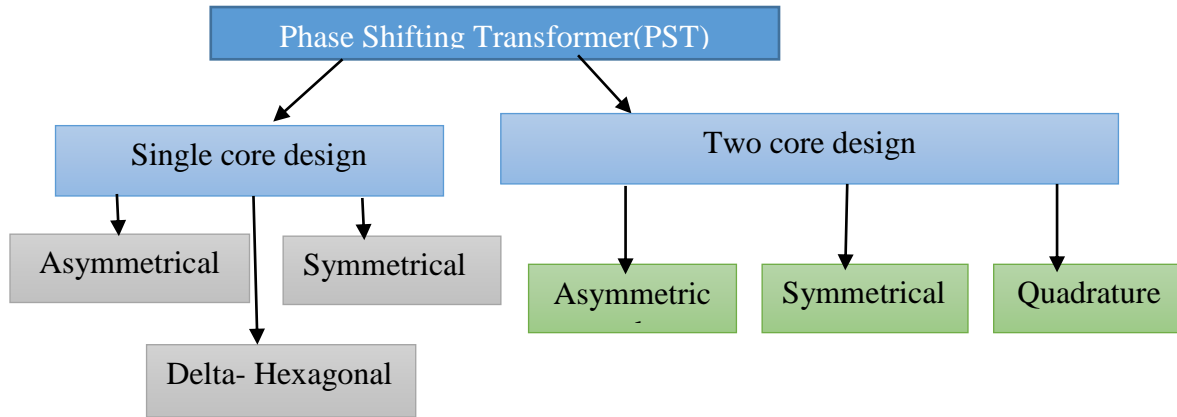 Phase Shifting Transformer(PST)
Single core design
Two core design
Asymmetrical
Symmetrical
Asymmetric
Symmetrical
Quadrature
Delta- Hexagonal